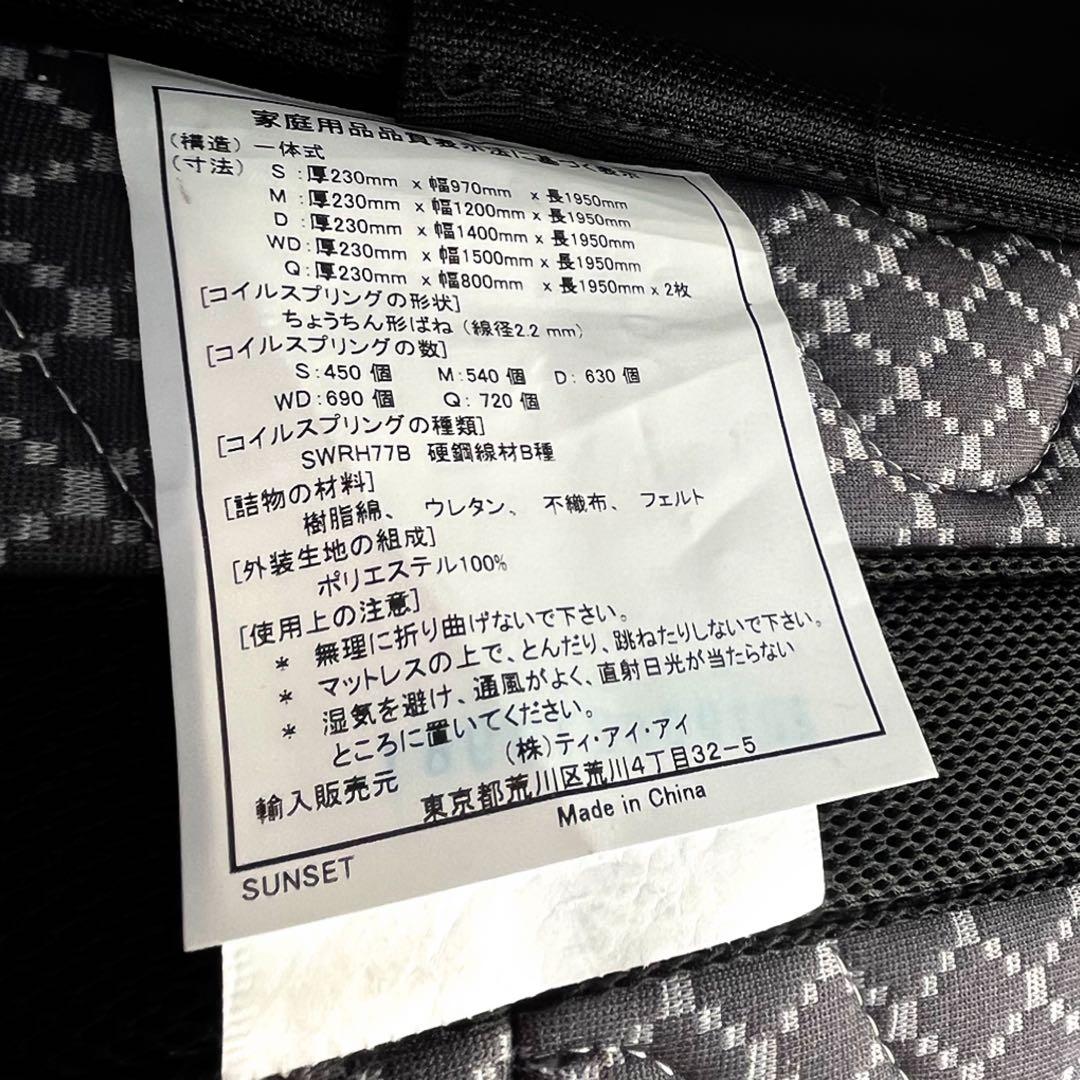 家庭用品品質表示法に基づく表示
(構造) 一体式
(寸法) S:厚230mm x 幅970mm x 長1950mm
M:厚230mm x 幅1200mm x 長1950mm
D:厚230mm x 幅1400mm x 長1950mm
WD:厚230mm x 幅1500mm x 長1950mm
Q:厚230mm x 幅800mm x 長1950mm x 2枚
[コイルスプリングの形状]
ちょうちん形ばね (線径2.2 mm)
[コイルスプリングの数]
S:450 個 M:540 個 D: 630 個
WD:690 個 Q: 720 個
[コイルスプリングの種類]
SWRH77B 硬鋼線材B種
[詰物の材料]
樹脂綿、 ウレタン、 不織布、 フェルト
[外装生地の組成]
ポリエステル100%
[使用上の注意]
* 無理に折り曲げないで下さい。
* マットレスの上で、とんだり、跳ねたりしないで下さい。
* 湿気を避け、通風がよく、直射日光が当たらない
ところに置いてください。
輸入販売元 (株)ティ・アイ・アイ
東京都荒川区荒川4丁目32-5
Made in China
SUNSET